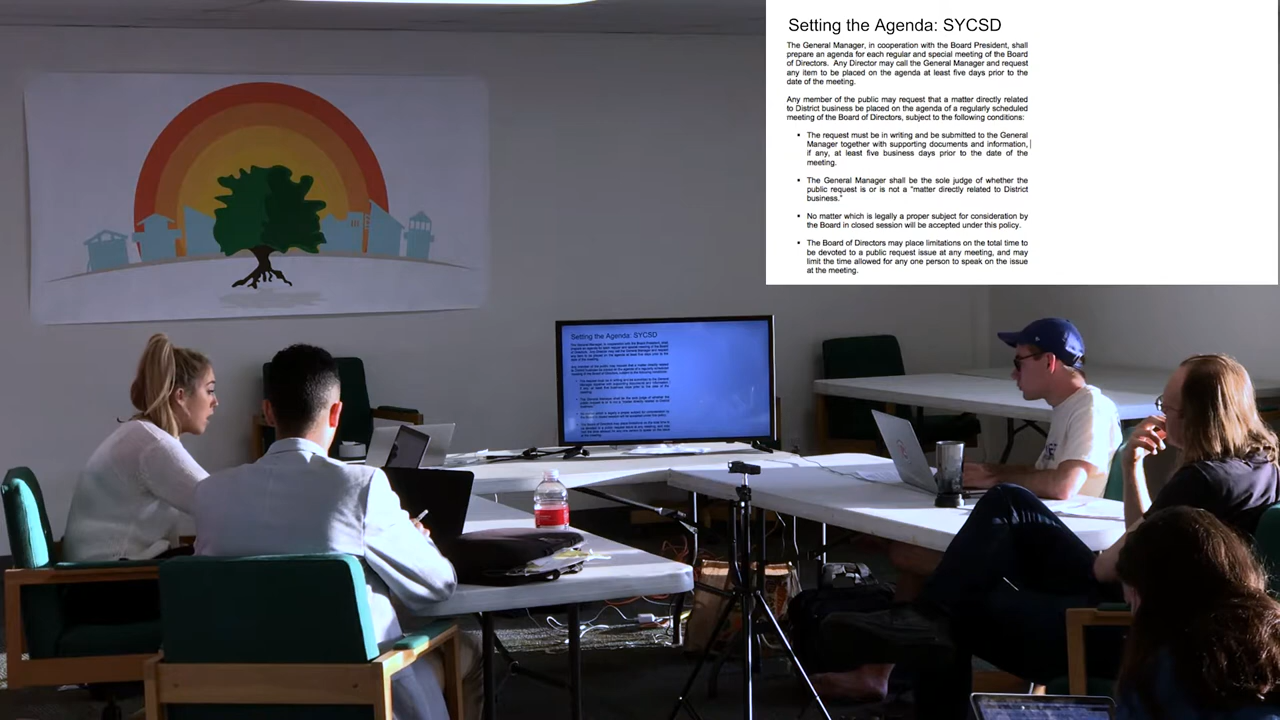 Setting the Agenda: SYCSD
The General Manager, in cooperation with the Board President, shall
prepare an agenda for each regular and special meeting of the Board
of Directors. Any Director may call the General Manager and request
any item to be placed on the agenda at least five days prior to the
date of the meeting.
Any member of the public may request that a matter directly related
to District business be placed on the agenda of a regularly scheduled
meeting of the Board of Directors, subject to the following conditions:
• The request must be in writing and be submitted to the General
Manager together with supporting documents and information,
if any, at least five business days prior to the date of the
meeting.
• The General Manager shall be the sole judge of whether the
public request is or is not a "matter directly related to District
business."
• No matter which is legally a proper subject for consideration by
the Board in closed session will be accepted under this policy.
• The Board of Directors may place limitations on the total time to
be devoted to a public request issue at any meeting, and may
limit the time allowed for any one person to speak on the issue
at the meeting.
Setting the Agenda: SYCSD